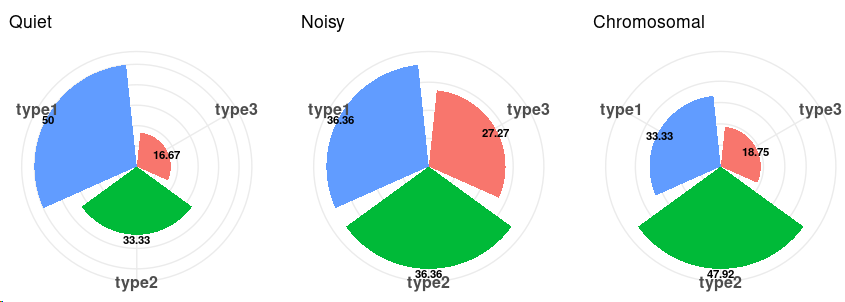 Quiet
type1
50
type3
16.67
33.33
type2
Noisy
type1
36.36
type3
27.27
36.36
type2
Chromosomal
type1
33.33
type3
18.75
47.92
type2